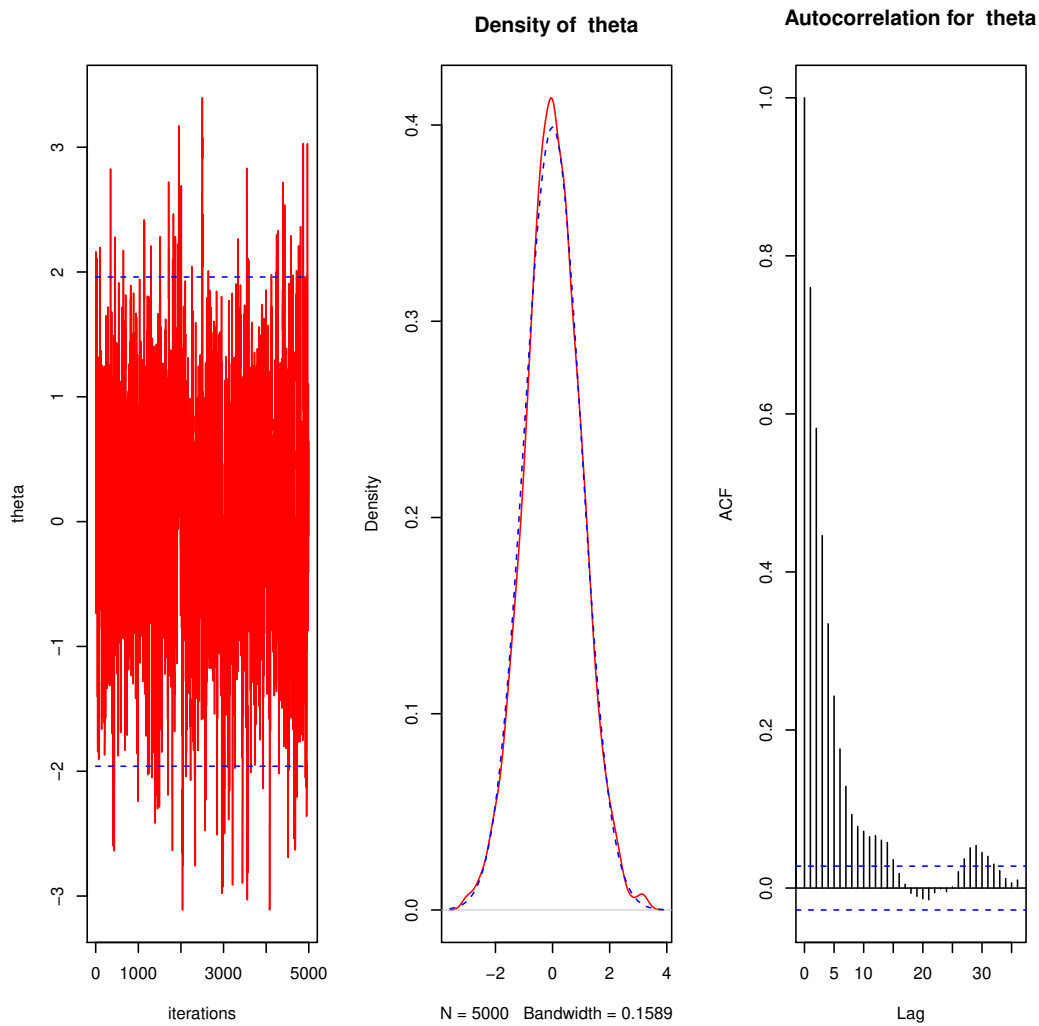 theta
3
2
1
0
-1
-2
-3
0 1000 3000 5000
iterations
Density of theta
Density
0.4
0.3
0.2
0.1
0.0
−2 0 2 4
N = 5000 Bandwidth = 0.1589
Autocorrelation for theta
ACF
1.0
0.8
0.6
0.4
0.2
0.0
0 5 10 20 30
Lag